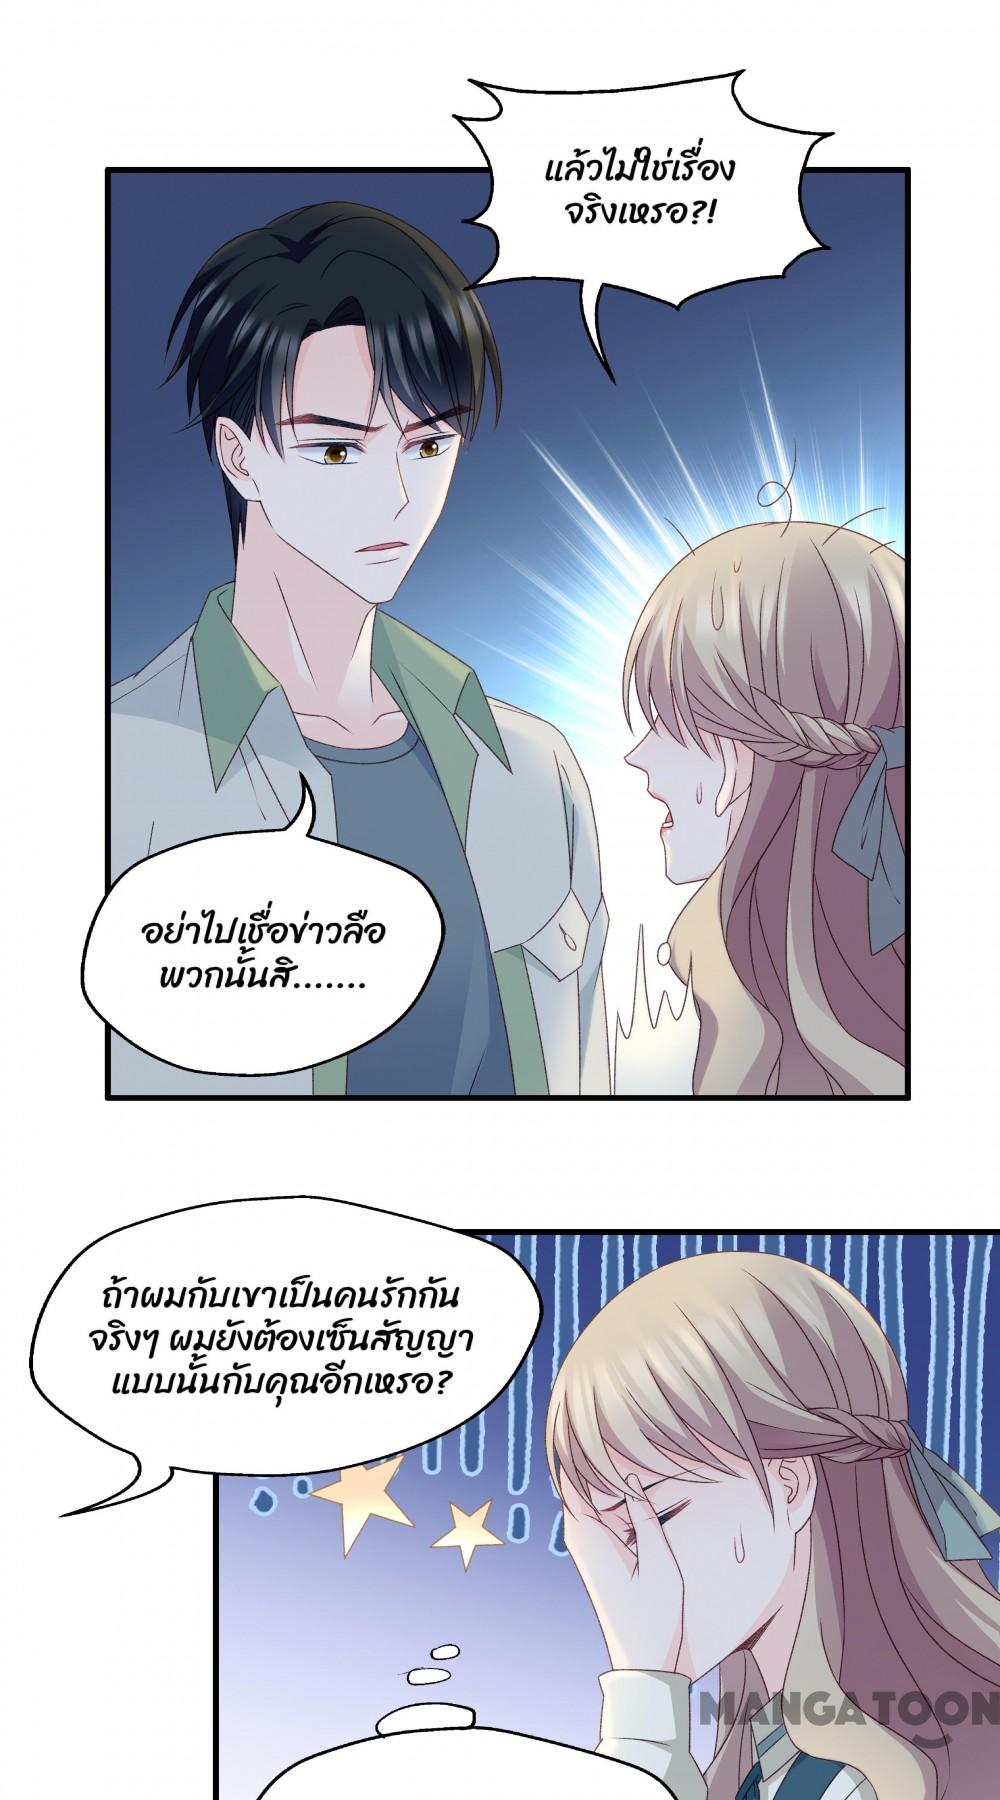 แล้วไม่ใช่เรื่อง
จริงเหรอ?!
อย่าไปเชื่อข่าวลือ
พวกนั้นสิ.......
ถ้าผมกับเขาเป็นคนรักกัน
จริงๆ ผมยังต้องเซ็นสัญญา
แบบนั้นกับคุณอีกเหรอ?
MANGATOON